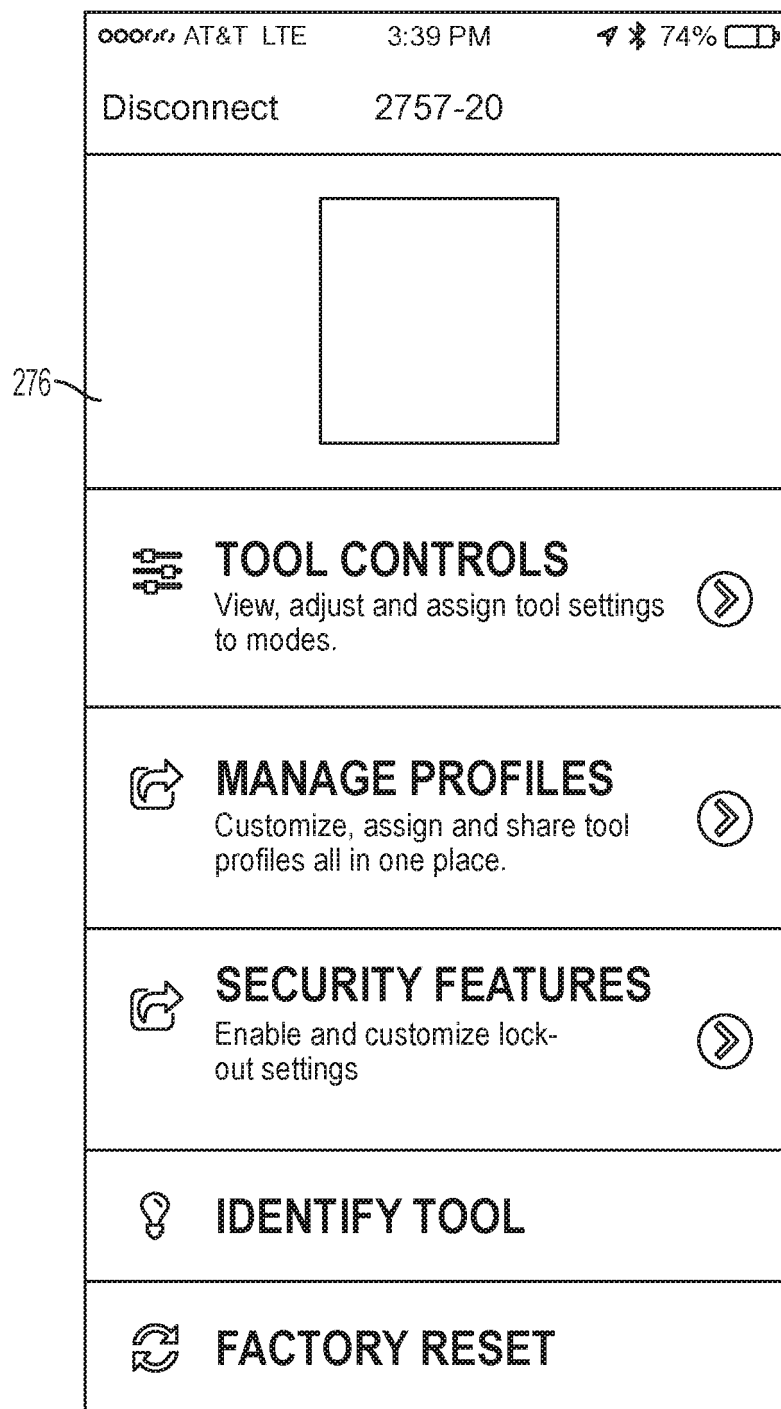 AT&T LTE 3:39 PM 74%
Disconnect 2757-20
276
TOOL CONTROLS
View, adjust and assign tool settings
to modes.
MANAGE PROFILES
Customize, assign and share tool
profiles all in one place.
SECURITY FEATURES
Enable and customize lock-
out settings
IDENTIFY TOOL
FACTORY RESET